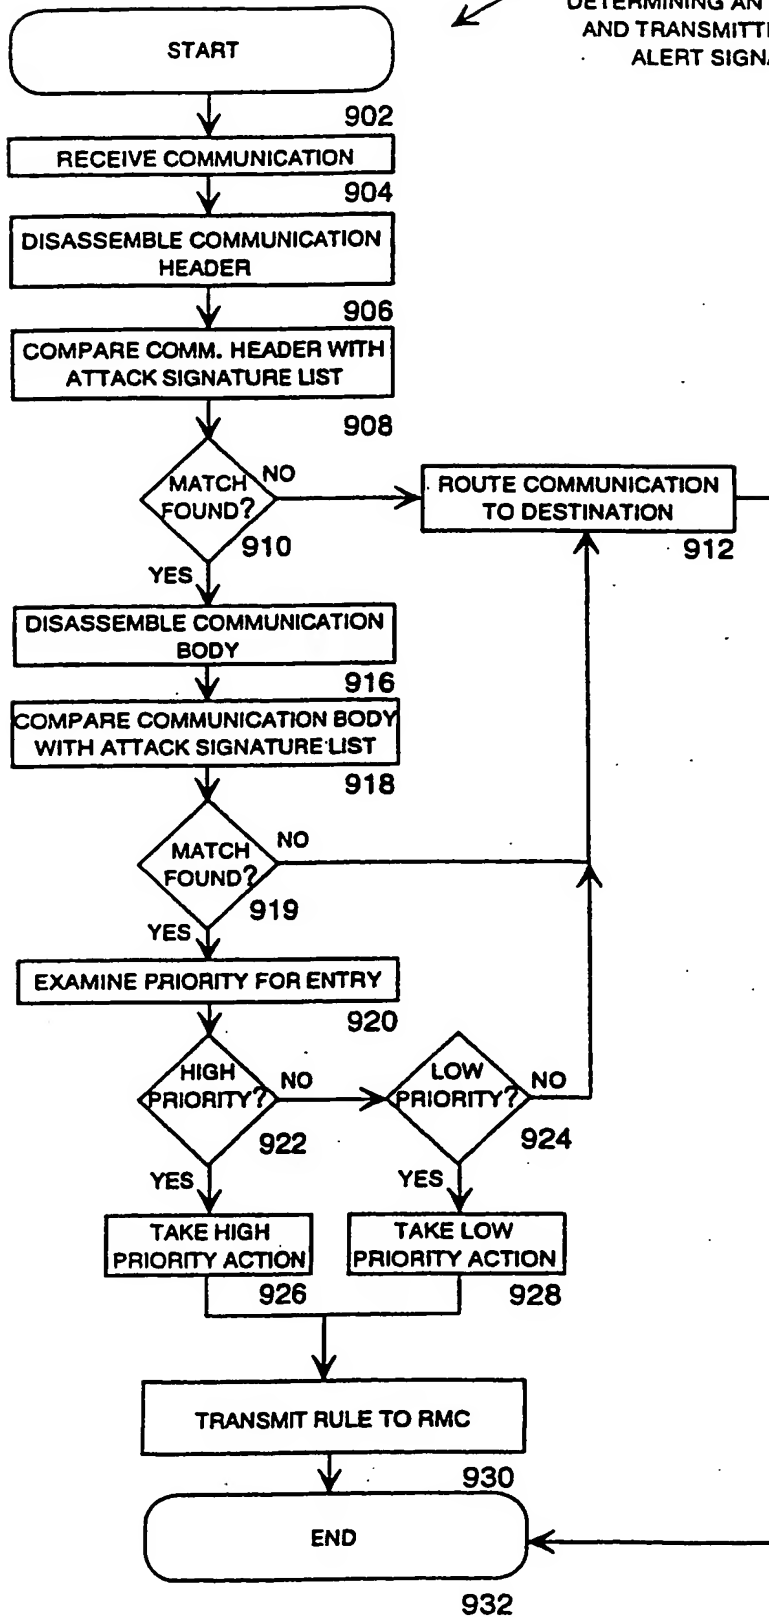 DETERMINING AN
AND TRANSMITTI
ALERT SIGNA
START
902
RECEIVE COMMUNICATION
904
DISASSEMBLE COMMUNICATION
HEADER
906
COMPARE COMM. HEADER WITH
ATTACK SIGNATURE LIST
908
MATCH
FOUND?
NO
910
YES
ROUTE COMMUNICATION
TO DESTINATION
912
DISASSEMBLE COMMUNICATION
BODY
916
COMPARE COMMUNICATION BODY
WITH ATTACK SIGNATURE LIST
918
MATCH
FOUND?
NO
919
YES
EXAMINE PRIORITY FOR ENTRY
920
HIGH
PRIORITY?
NO
922
YES
LOW
PRIORITY?
NO
924
YES
TAKE HIGH
PRIORITY ACTION
926
TAKE LOW
PRIORITY ACTION
928
TRANSMIT RULE TO RMC
930
END
932